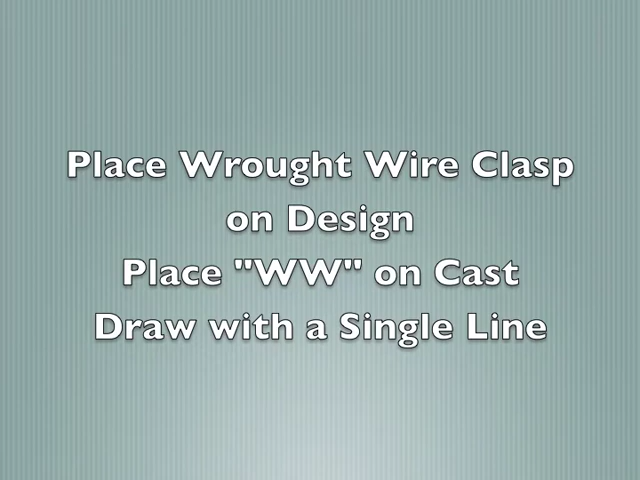 Place Wrought Wire Clasp
on Design
Place "WW" on Cast
Draw with a Single Line